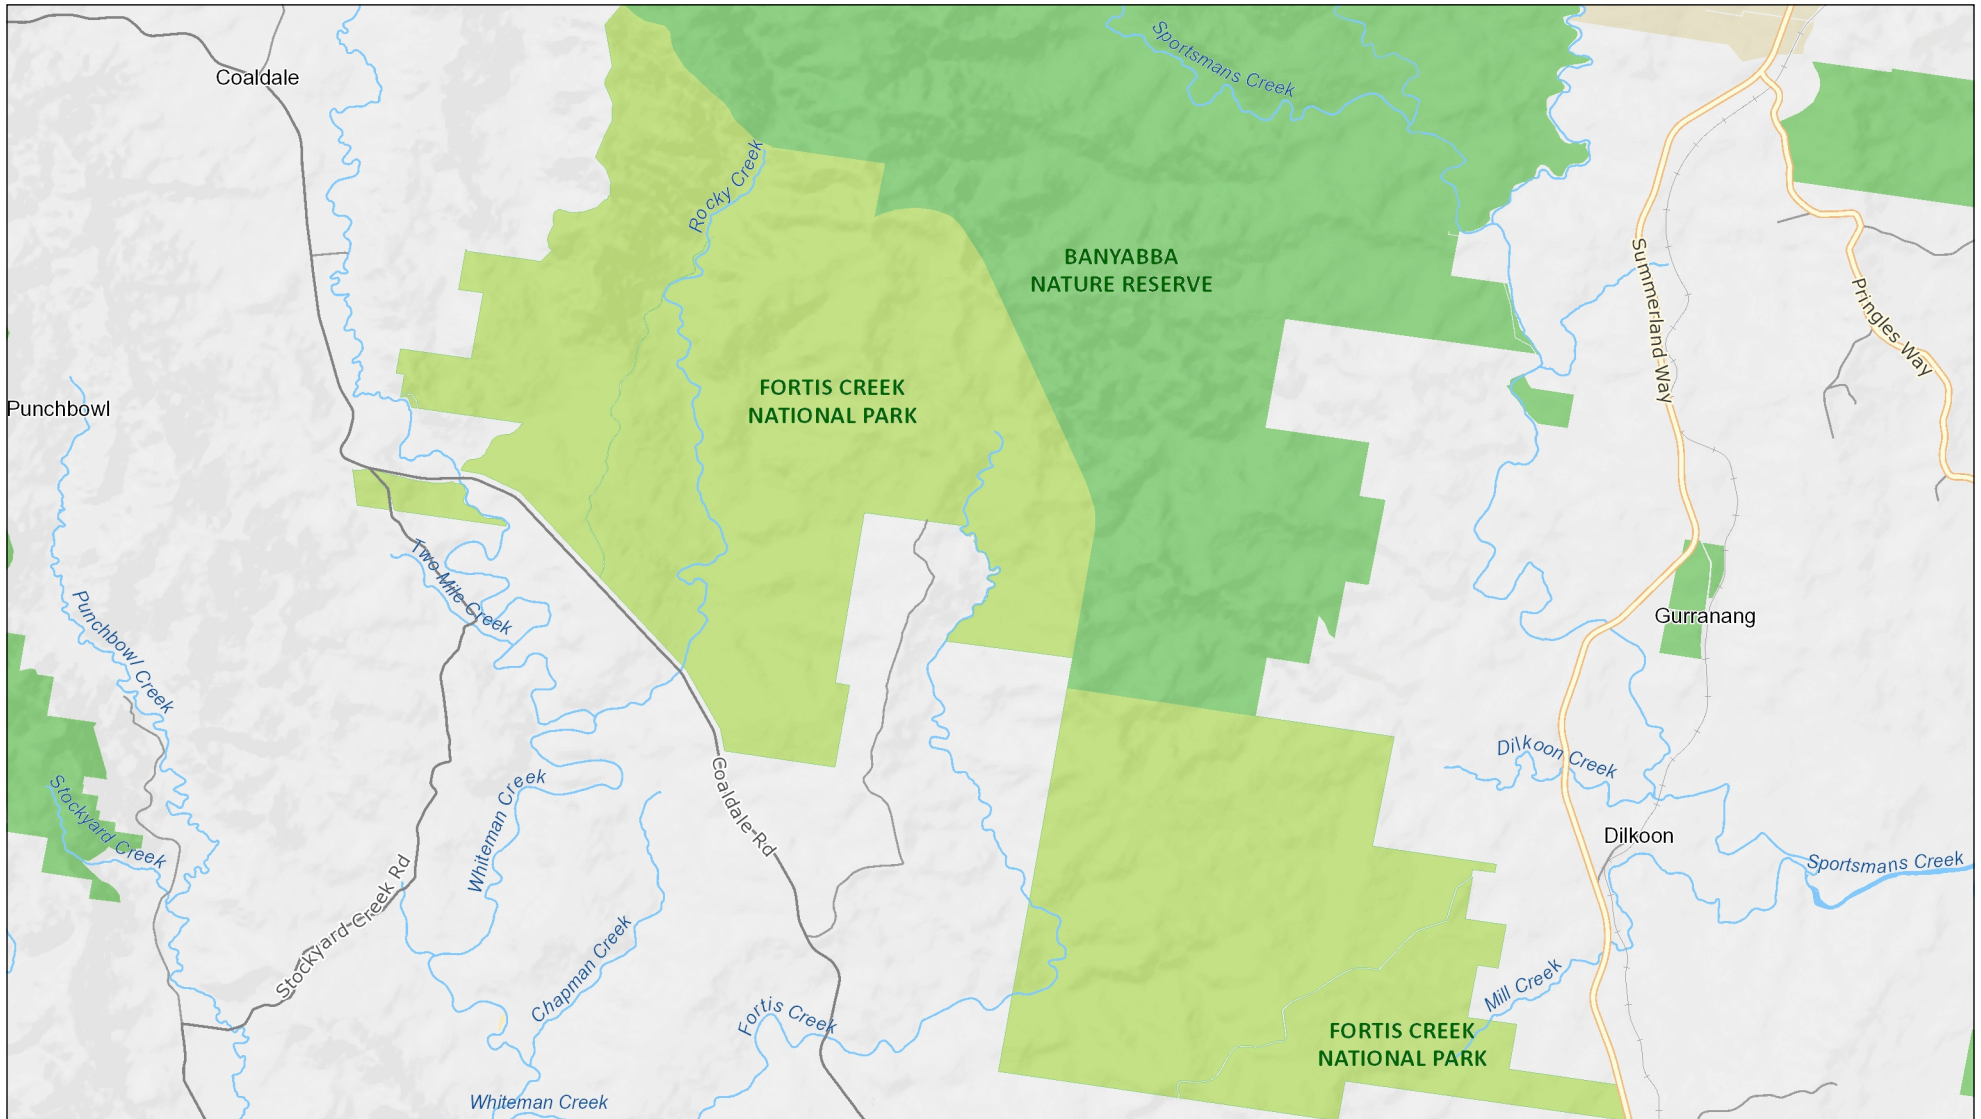 Coaldale
Sportsmans Creek
Rocky Creek
BANYABBA
NATURE RESERVE
Summerland Way
Pringles Way
FORTIS CREEK
NATIONAL PARK
Punchbowl
Two Mile Creek
Punchbowl Creek
Gurranang
Dilkoon Creek
Stockyard Creek
Whiteman Creek
Coaldale Rd
Dilkoon
Sportsmans Creek
Stockyard Creek Rd
Chapman Creek
Fortis Creek
Mill Creek
FORTIS CREEK
NATIONAL PARK
Whiteman Creek